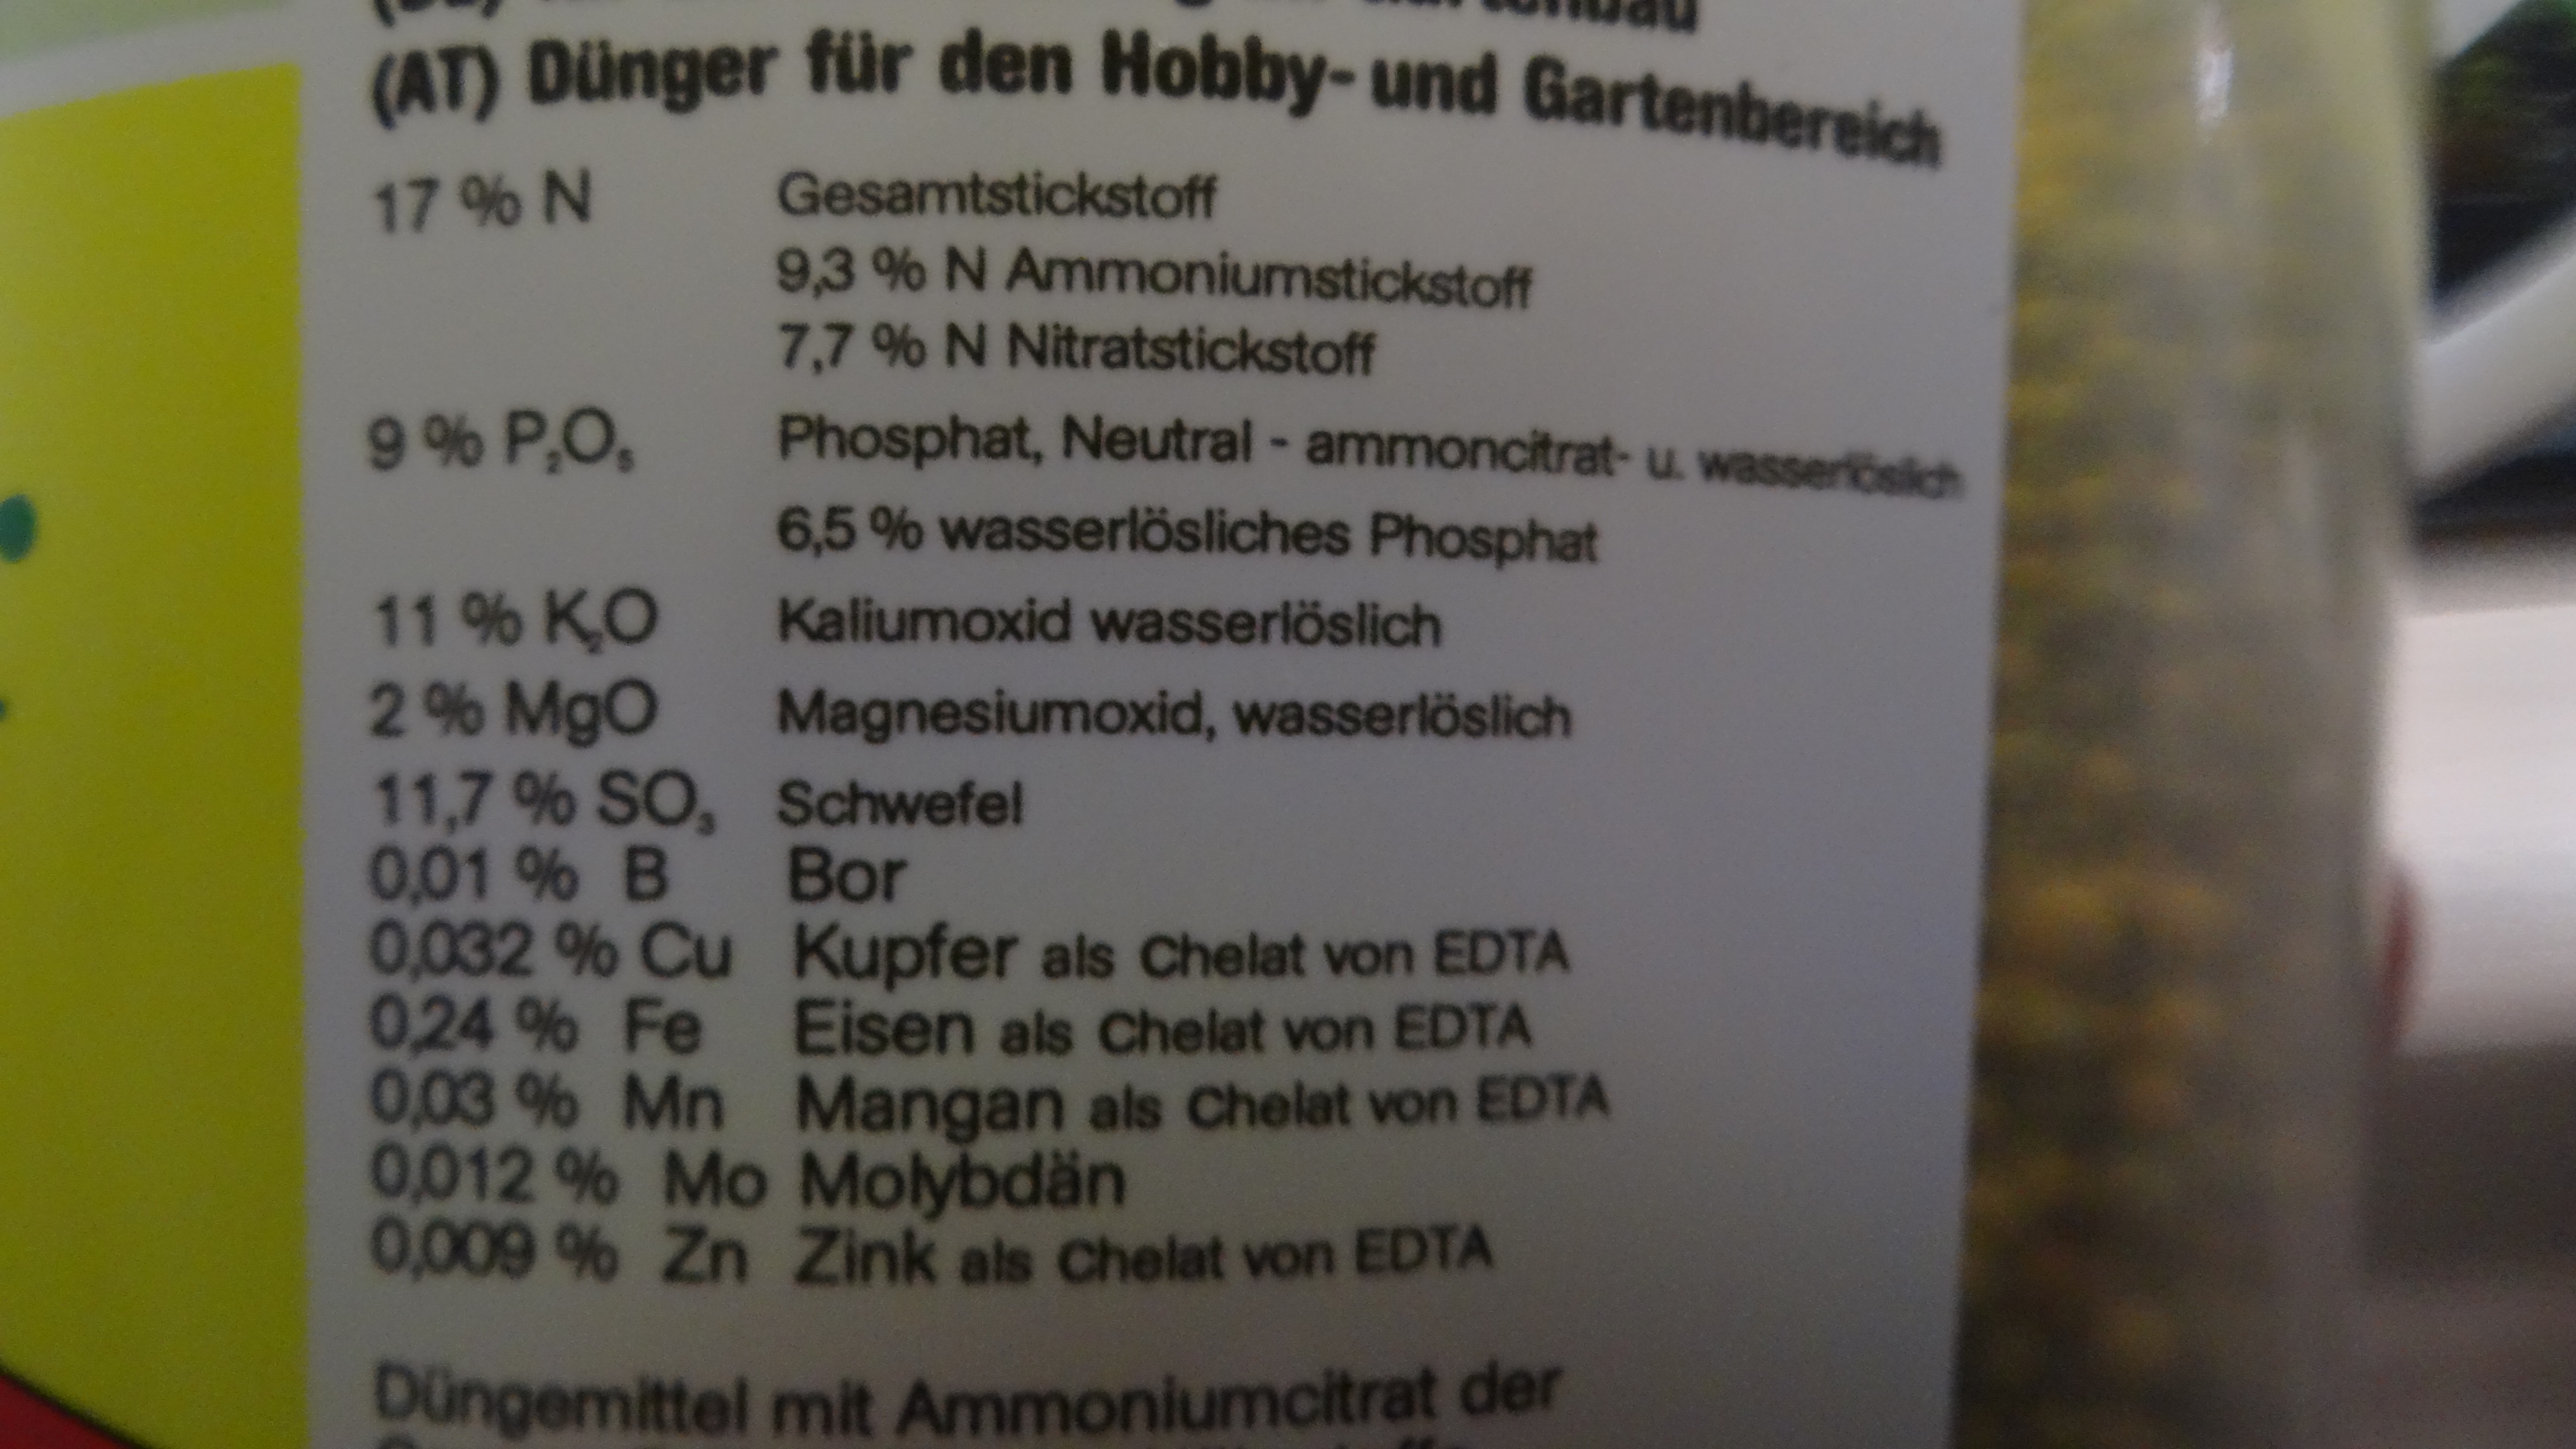 (AT) Dünger für den Hobby- und Gartenbereich
17 % N Gesamtstickstoff
9,3 % N Ammoniumstickstoff
7,7 % N Nitratstickstoff
9 % P₂O₅ Phosphat, Neutral - ammoncitrat- u. wasserlöslich
6,5 % wasserlösliches Phosphat
11 % K₂O Kaliumoxid wasserlöslich
2 % MgO Magnesiumoxid, wasserlöslich
11,7 % SO₃ Schwefel
0,01 % B Bor
0,032 % Cu Kupfer als Chelat von EDTA
0,24 % Fe Eisen als Chelat von EDTA
0,03 % Mn Mangan als Chelat von EDTA
0,012 % Mo Molybdän
0,009 % Zn Zink als Chelat von EDTA
Düngemittel mit Ammoniumcitrat der